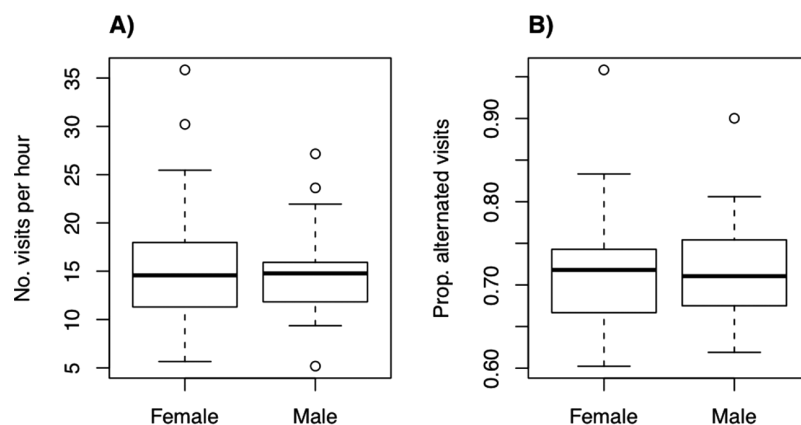 A)
No. visits per hour
35
30
25
20
15
10
5
Female Male
B)
Prop. alternated visits
0.90
0.80
0.70
0.60
Female Male